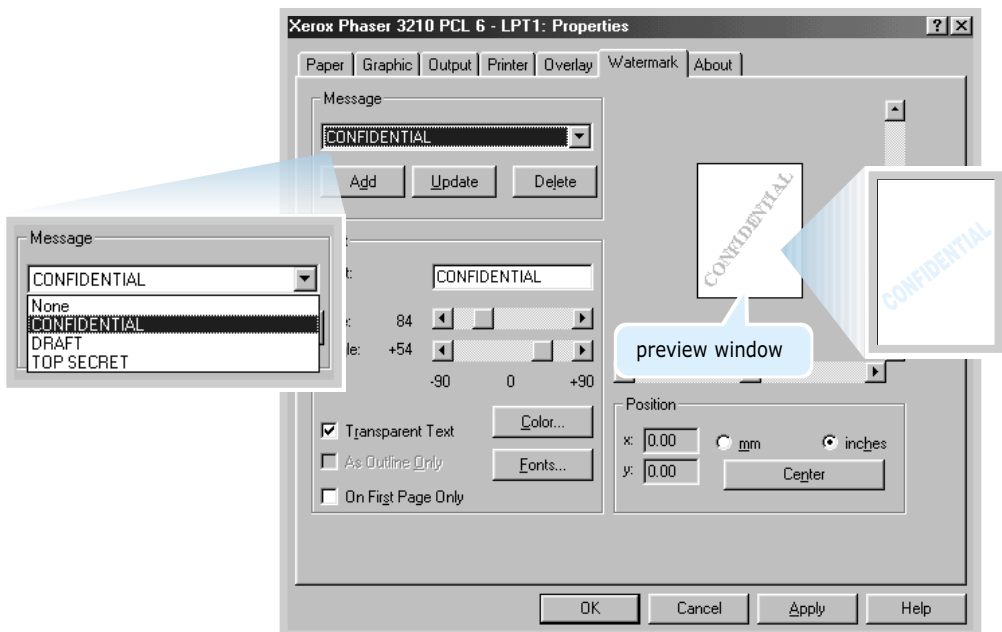 Xerox Phaser 3210 PCL 6 - LPT1: Properties
Paper Graphic Output Printer Overlay Watermark About
Message
CONFIDENTIAL
Add Update Delete
Message
CONFIDENTIAL
None
CONFIDENTIAL
DRAFT
TOP SECRET
CONFIDENTIAL
84
+54
-90 0 +90
Transparent Text
As Outline Only
On First Page Only
Color...
Fonts...
CONFIDENTIAL
CONFIDENTIAL
preview window
Position
x: 0.00 mm inches
y: 0.00 Center
OK Cancel Apply Help